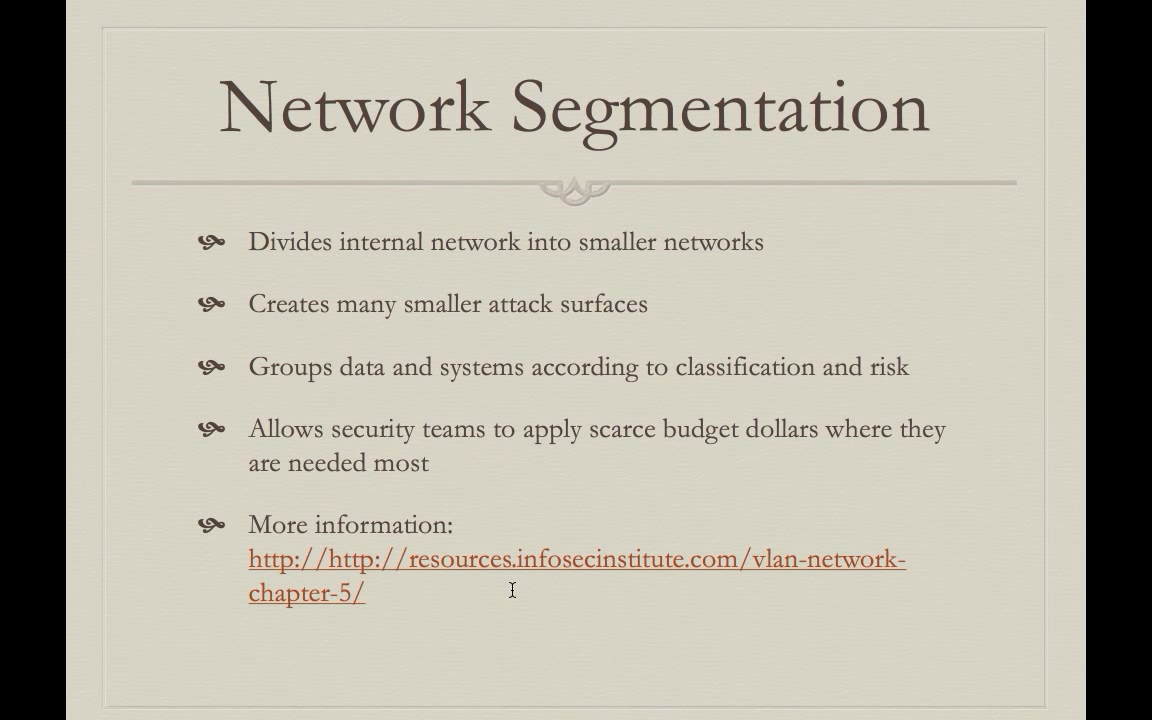 Network Segmentation
Divides internal network into smaller networks
Creates many smaller attack surfaces
Groups data and systems according to classification and risk
Allows security teams to apply scarce budget dollars where they
are needed most
More information:
http://http://resources.infosecinstitute.com/vlan-network-
chapter-5/